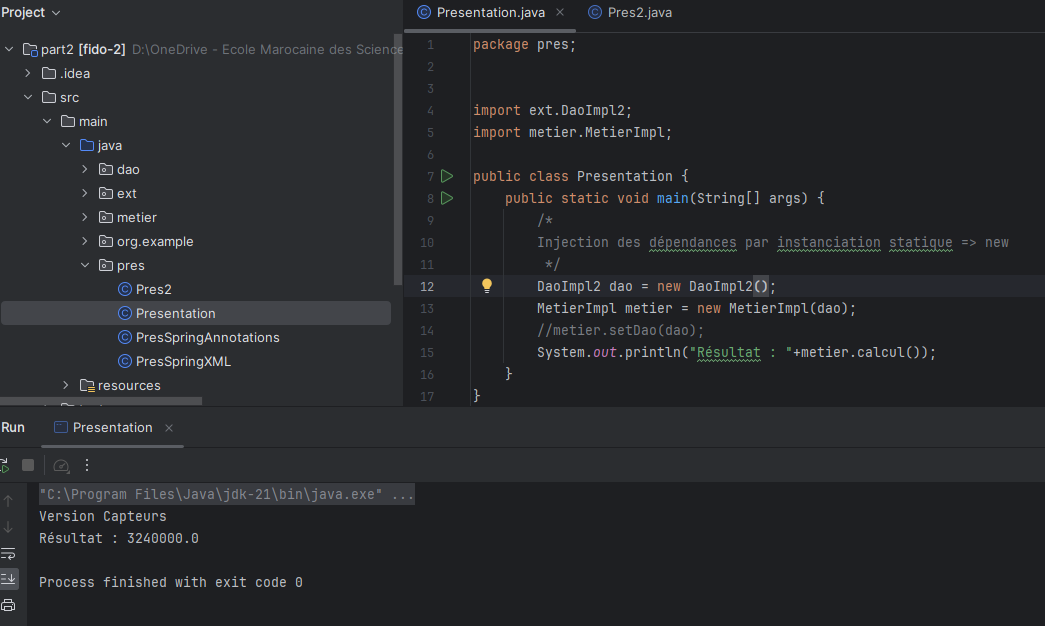 Project
Presentation.java
Pres2.java
part2 [fido-2] D:\OneDrive - Ecole Marocaine des Science
.idea
src
main
java
dao
ext
metier
org.example
pres
Pres2
Presentation
PresSpringAnnotations
PresSpringXML
resources
1 package pres;
2
3
4 import ext.DaoImpl2;
5 import metier.MetierImpl;
6
7 public class Presentation {
8 public static void main(String[] args) {
9 /*
10 Injection des dépendances par instanciation statique => new
11 */
12 DaoImpl2 dao = new DaoImpl2();
13 MetierImpl metier = new MetierImpl(dao);
14 //metier.setDao(dao);
15 System.out.println("Résultat : "+metier.calcul());
16 }
17 }
Run Presentation
"C:\Program Files\Java\jdk-21\bin\java.exe" ...
Version Capteurs
Résultat : 3240000.0
Process finished with exit code 0